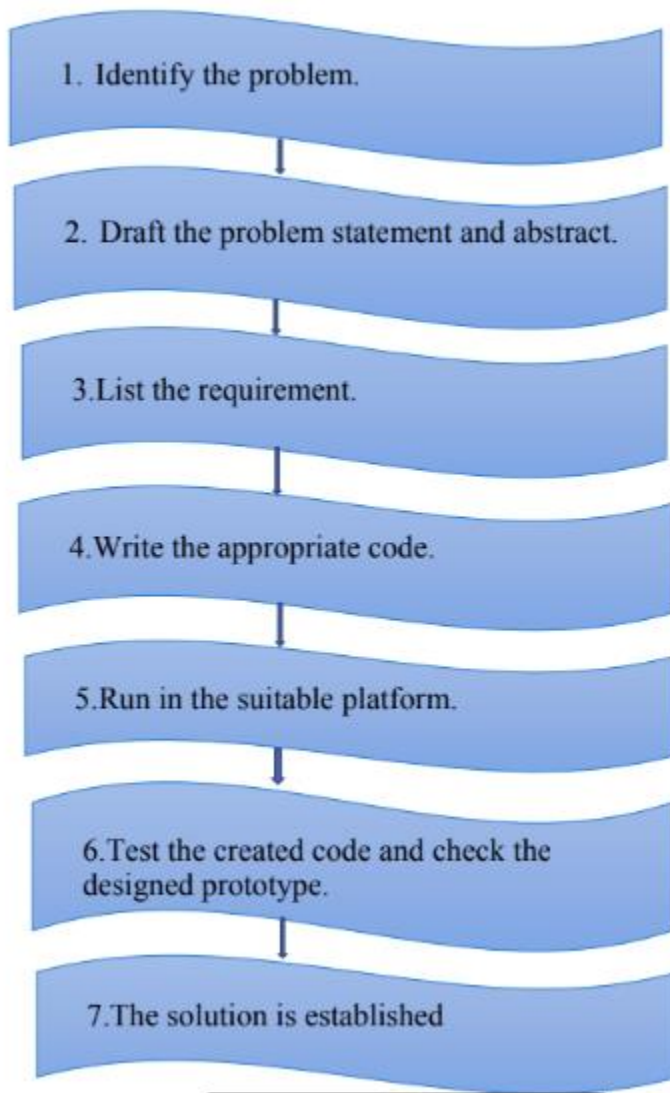 1. Identify the problem.
2. Draft the problem statement and abstract.
3.List the requirement.
4.Write the appropriate code.
5.Run in the suitable platform.
6.Test the created code and check the
designed prototype.
7.The solution is established